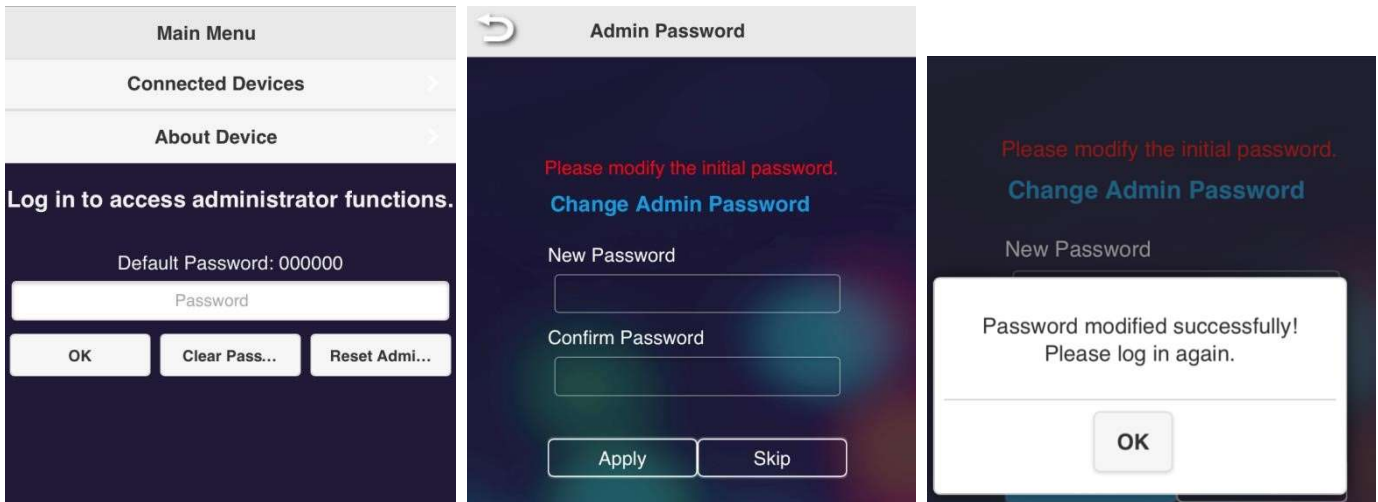 Main Menu
Connected Devices
About Device
Log in to access administrator functions.
Default Password: 000000
Password
OK
Clear Pass...
Reset Admi...
Admin Password
Please modify the initial password.
Change Admin Password
New Password
Confirm Password
Apply
Skip
Please modify the initial password.
Change Admin Password
New Password
Password modified successfully!
Please log in again.
OK